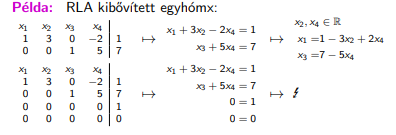 Példa: RLA kibővített egyhómx:
x₁ x₂ x₃ x₄
1 3 0 −2 | 1
0 0 1 5 | 7
↦
x₁ + 3x₂ − 2x₄ = 1
x₃ + 5x₄ = 7
↦
x₂, x₄ ∈ ℝ
x₁ =1 − 3x₂ + 2x₄
x₃ =7 − 5x₄
x₁ x₂ x₃ x₄
1 3 0 −2 | 1
0 0 1 5 | 7
0 0 0 0 | 1
0 0 0 0 | 0
↦
x₁ + 3x₂ − 2x₄ = 1
x₃ + 5x₄ = 7
0 = 1
0 = 0
↦ ↯